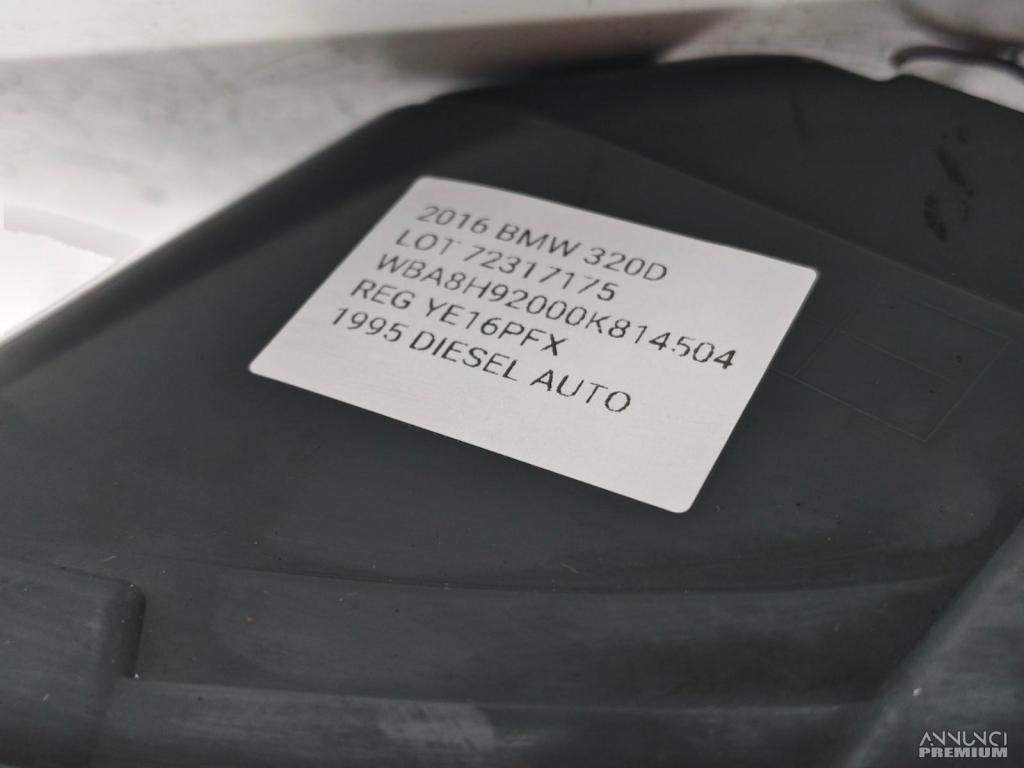 2016 BMW 320D
LOT 72317175
WBA8H92000K814504
REG YE16PFX
1995 DIESEL AUTO
ANNUNCI
PREMIUM